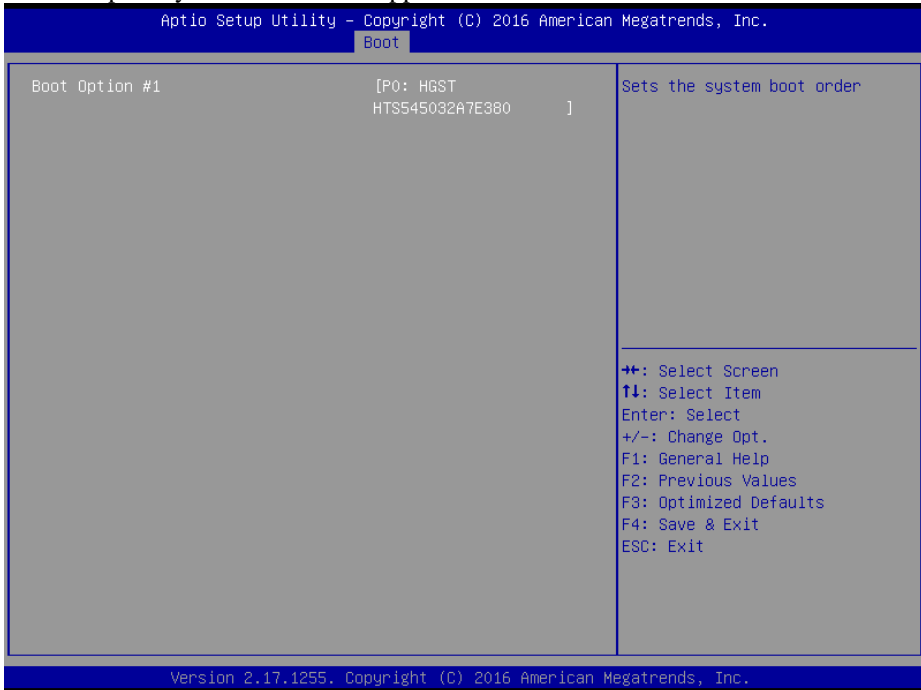 Aptio Setup Utility – Copyright (C) 2016 American Megatrends, Inc.
Boot
Boot Option #1 [P0: HGST Sets the system boot order
HTS545032A7E380 ]
→←: Select Screen
↑↓: Select Item
Enter: Select
+/-: Change Opt.
F1: General Help
F2: Previous Values
F3: Optimized Defaults
F4: Save & Exit
ESC: Exit
Version 2.17.1255. Copyright (C) 2016 American Megatrends, Inc.